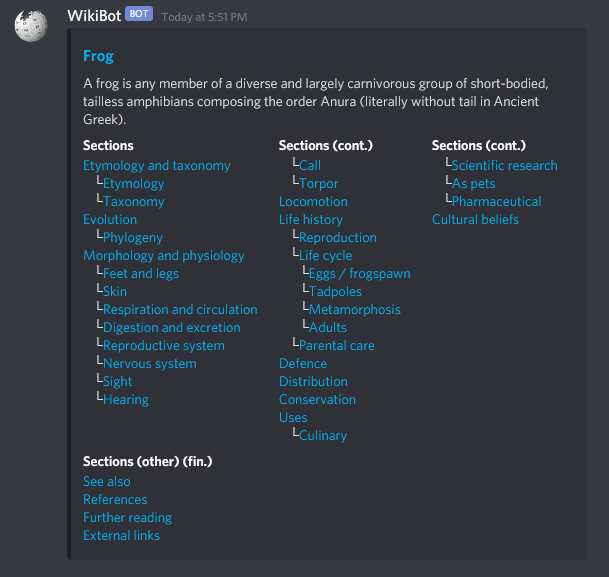 WikiBot BOT Today at 5:51 PM
Frog
A frog is any member of a diverse and largely carnivorous group of short-bodied,
tailless amphibians composing the order Anura (literally without tail in Ancient
Greek).
Sections
Etymology and taxonomy
└Etymology
└Taxonomy
Evolution
└Phylogeny
Morphology and physiology
└Feet and legs
└Skin
└Respiration and circulation
└Digestion and excretion
└Reproductive system
└Nervous system
└Sight
└Hearing
Sections (cont.)
└Call
└Torpor
Locomotion
Life history
└Reproduction
└Life cycle
└Eggs / frogspawn
└Tadpoles
└Metamorphosis
└Adults
└Parental care
Defence
Distribution
Conservation
Uses
└Culinary
Sections (cont.)
└Scientific research
└As pets
└Pharmaceutical
Cultural beliefs
Sections (other) (fin.)
See also
References
Further reading
External links